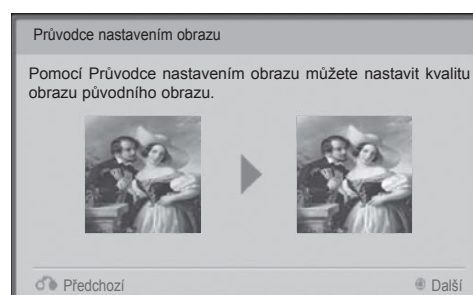 Průvodce nastavením obrazu
Pomocí Průvodce nastavením obrazu můžete nastavit kvalitu
obrazu původního obrazu.
Předchozí
Další